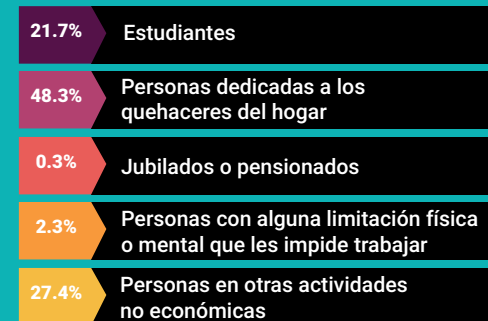 21.7% Estudiantes
48.3% Personas dedicadas a los
quehaceres del hogar
0.3% Jubilados o pensionados
2.3% Personas con alguna limitación física
o mental que les impide trabajar
27.4% Personas en otras actividades
no económicas